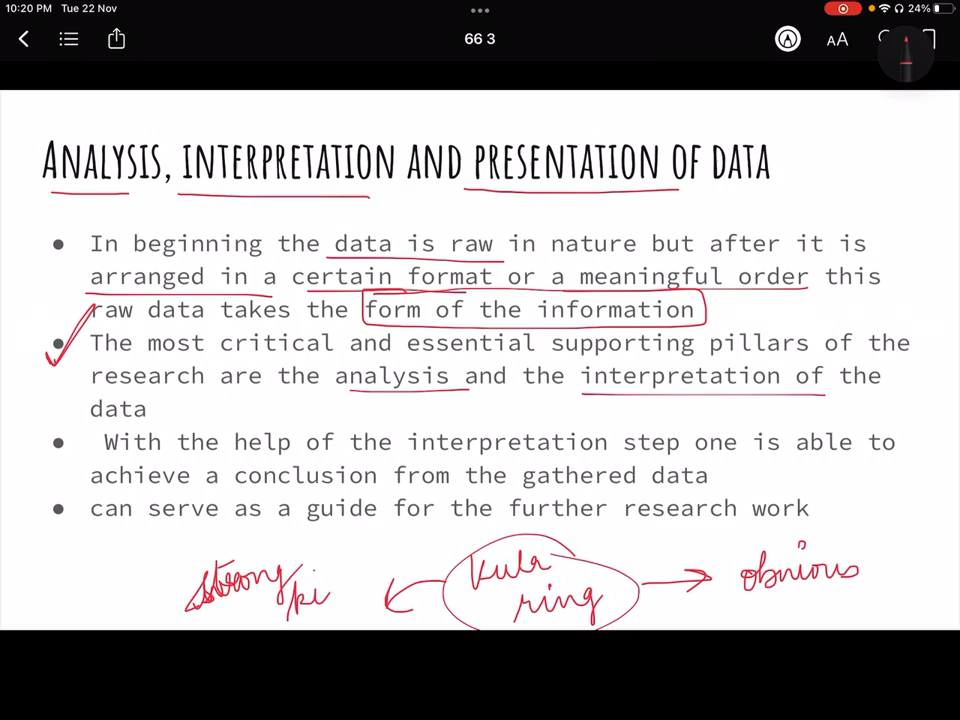 10:20 PM Tue 22 Nov
24%
66 3
AA
ANALYSIS, INTERPRETATION AND PRESENTATION OF DATA
● In beginning the data is raw in nature but after it is
arranged in a certain format or a meaningful order this
raw data takes the form of the information
● The most critical and essential supporting pillars of the
research are the analysis and the interpretation of the
data
● With the help of the interpretation step one is able to
achieve a conclusion from the gathered data
● can serve as a guide for the further research work
strong
kula
ring
obnious